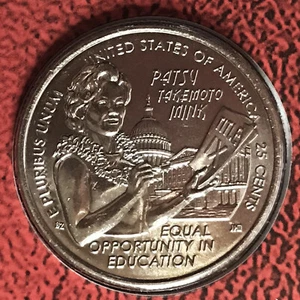 UNITED STATES OF AMERICA
PATSY
TAKEMOTO
MINK
E PLURIBUS UNUM
25 CENTS
EQUAL
OPPORTUNITY IN
EDUCATION